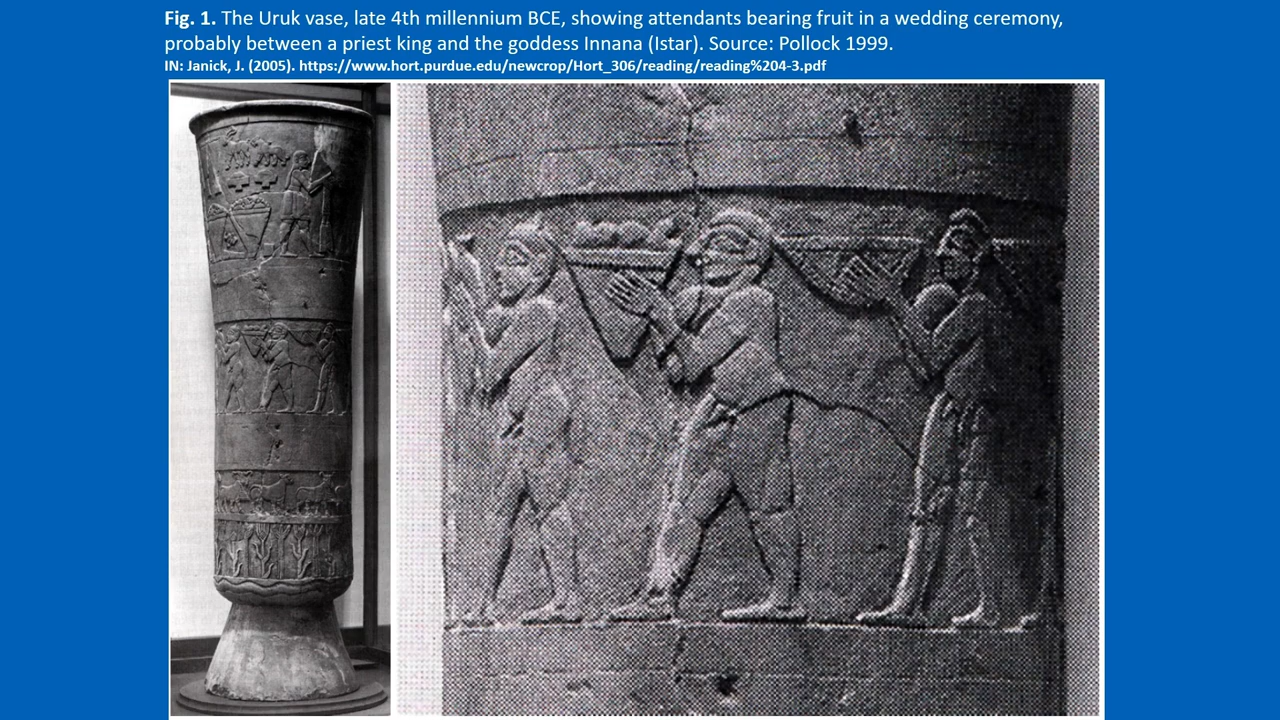 Fig. 1. The Uruk vase, late 4th millennium BCE, showing attendants bearing fruit in a wedding ceremony,
probably between a priest king and the goddess Innana (Istar). Source: Pollock 1999.
IN: Janick, J. (2005). https://www.hort.purdue.edu/newcrop/Hort_306/reading/reading%204-3.pdf